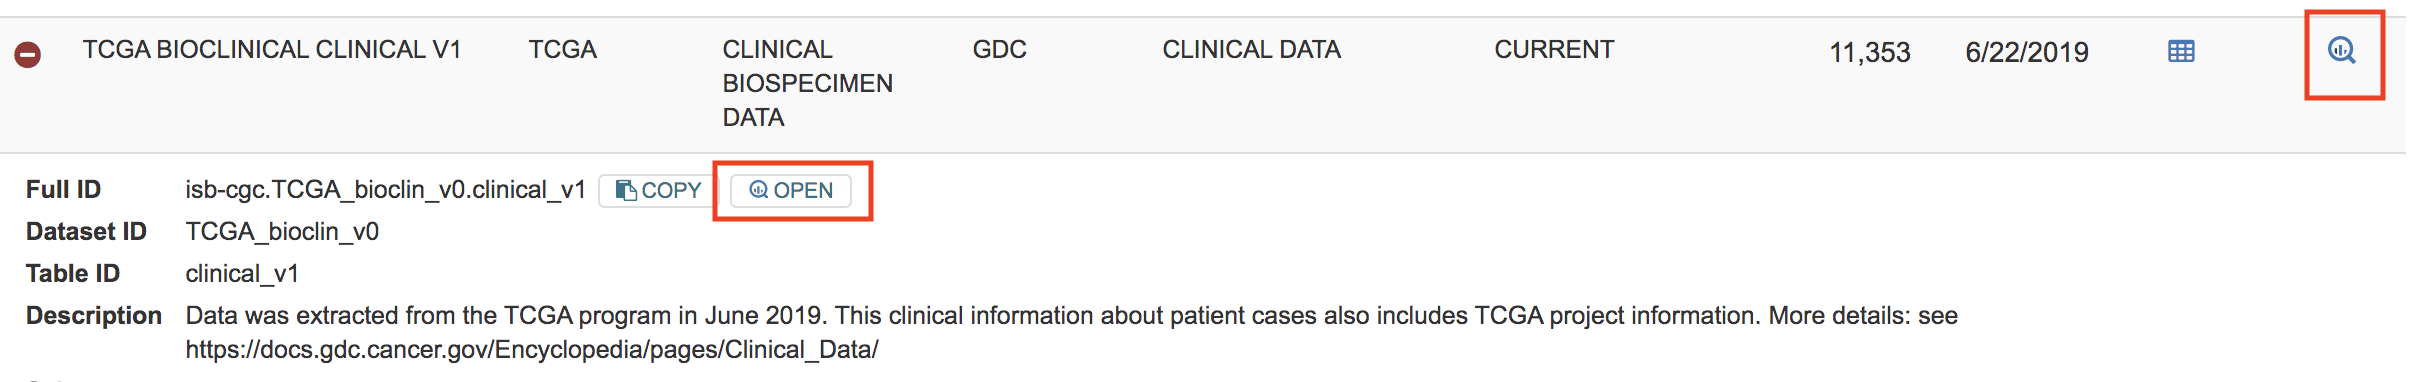 TCGA BIOCLINICAL CLINICAL V1 TCGA CLINICAL GDC CLINICAL DATA CURRENT 11,353 6/22/2019
BIOSPECIMEN
DATA
Full ID isb-cgc.TCGA_bioclin_v0.clinical_v1 COPY OPEN
Dataset ID TCGA_bioclin_v0
Table ID clinical_v1
Description Data was extracted from the TCGA program in June 2019. This clinical information about patient cases also includes TCGA project information. More details: see
https://docs.gdc.cancer.gov/Encyclopedia/pages/Clinical_Data/